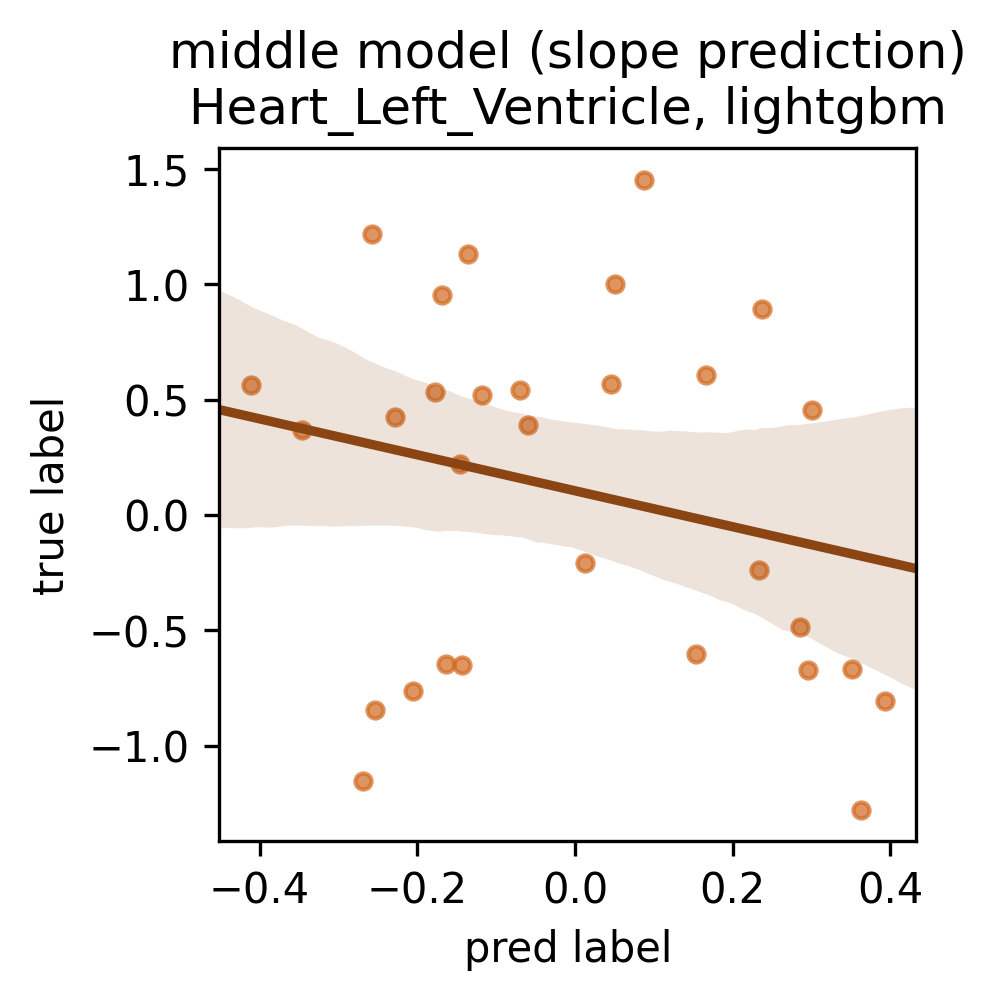 middle model (slope prediction)
Heart_Left_Ventricle, lightgbm
1.5
1.0
0.5
0.0
−0.5
−1.0
true label
−0.4
−0.2
0.0
0.2
0.4
pred label